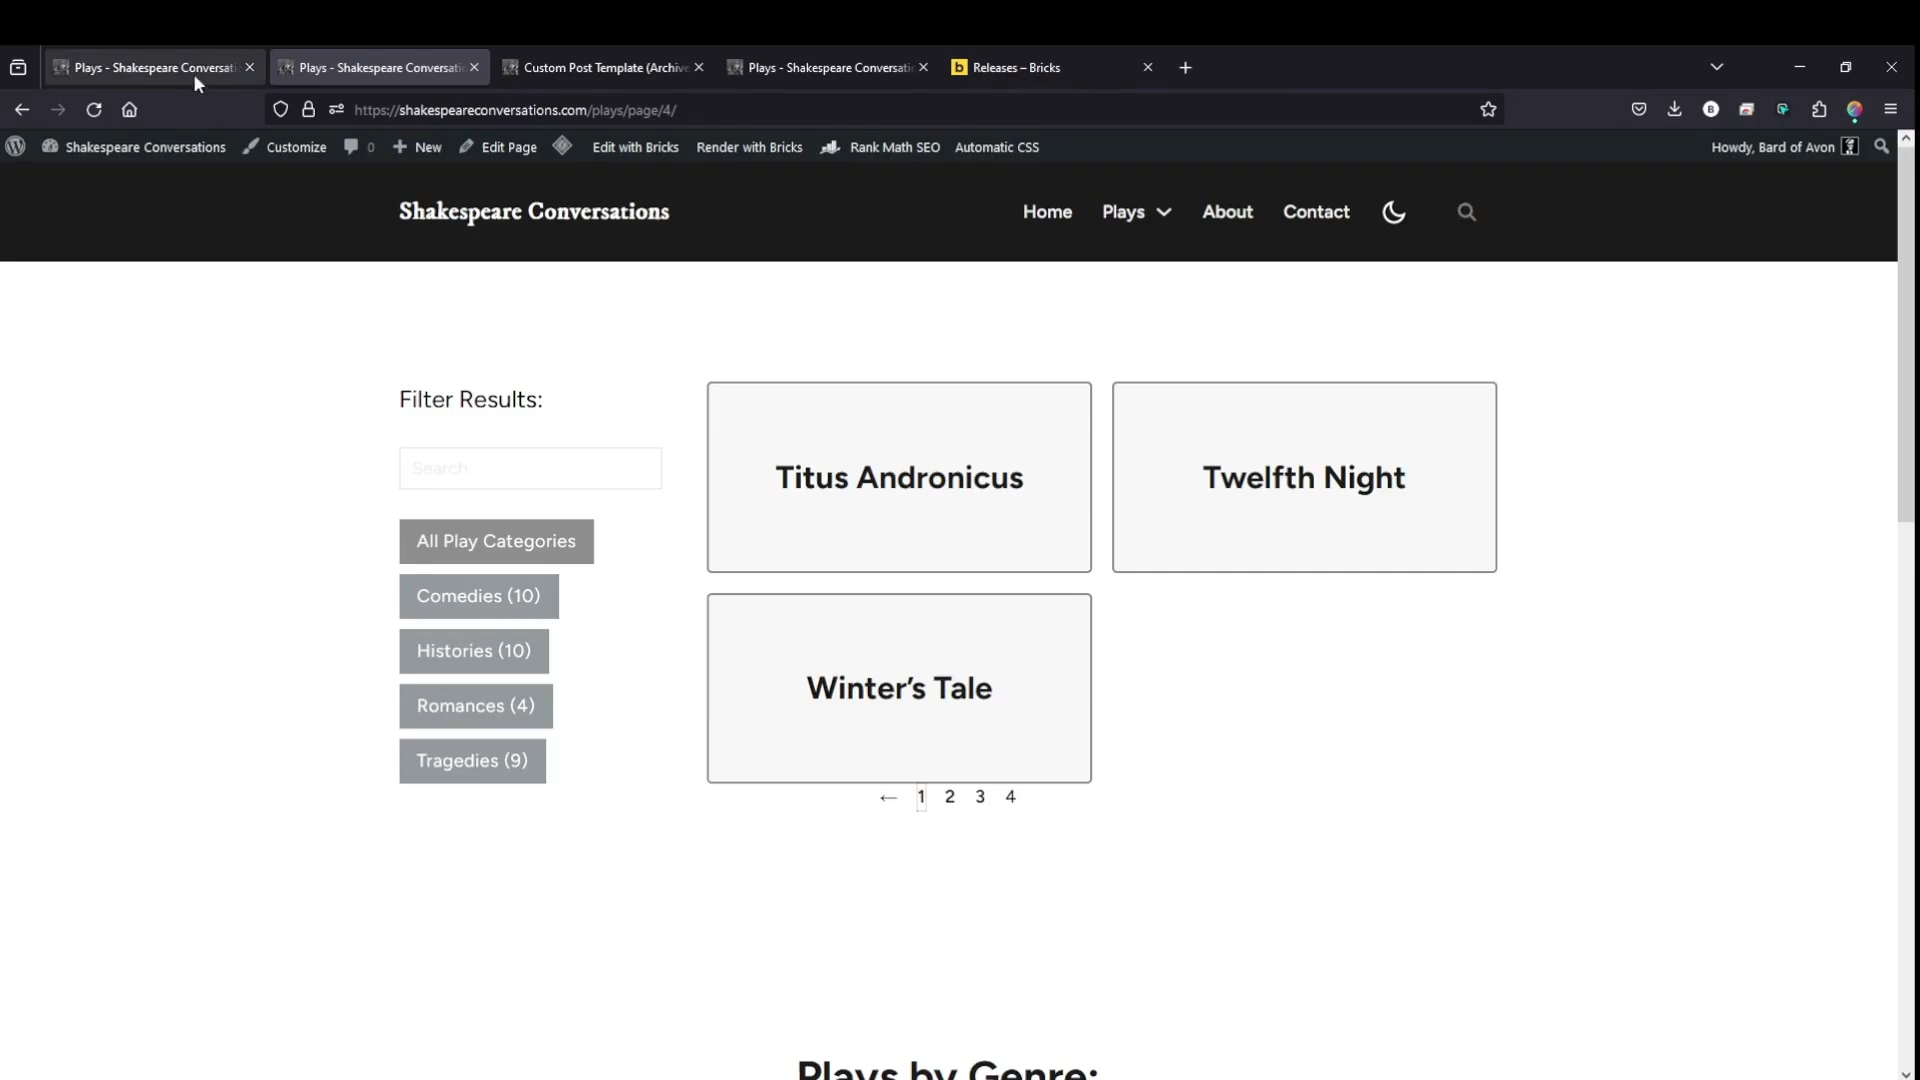 Plays - Shakespeare Conversati
Plays - Shakespeare Conversatio
Custom Post Template (Archive
Plays - Shakespeare Conversatio
b Releases – Bricks
https://shakespeareconversations.com/plays/page/4/
B
Shakespeare Conversations
Customize
0
New
Edit Page
Edit with Bricks
Render with Bricks
Rank Math SEO
Automatic CSS
Howdy, Bard of Avon
Shakespeare Conversations
Home
Plays
About
Contact
Filter Results:
Search
All Play Categories
Comedies (10)
Histories (10)
Romances (4)
Tragedies (9)
Titus Andronicus
Twelfth Night
Winter’s Tale
← 1 2 3 4
Plays by Genre: